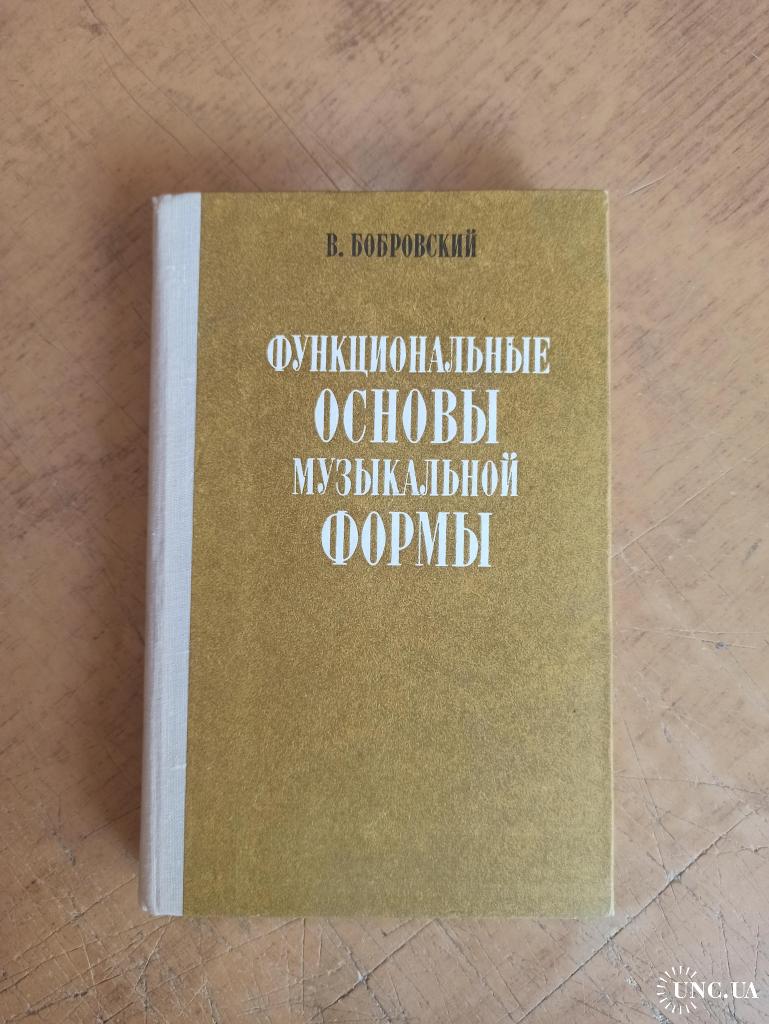 В. БОБРОВСКИЙ
ФУНКЦИОНАЛЬНЫЕ
ОСНОВЫ
МУЗЫКАЛЬНОЙ
ФОРМЫ
UNC.UA